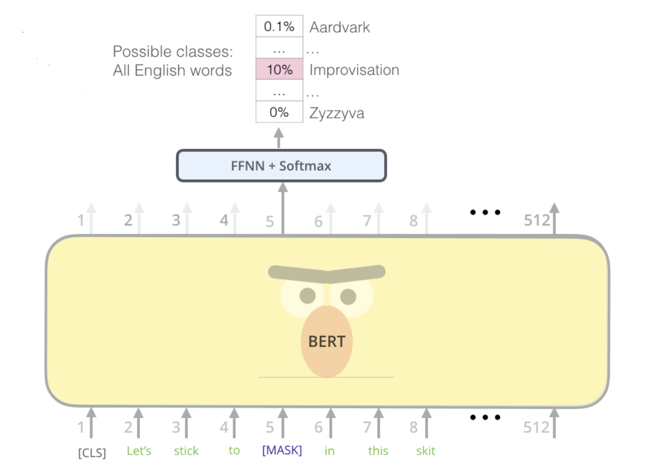 0.1% Aardvark
Possible classes: … …
All English words 10% Improvisation
… …
0% Zyzzyva
FFNN + Softmax
1 2 3 4 5 6 7 8 ••• 512
BERT
1 2 3 4 5 6 7 8 ••• 512
[CLS] Let's stick to [MASK] in this skit